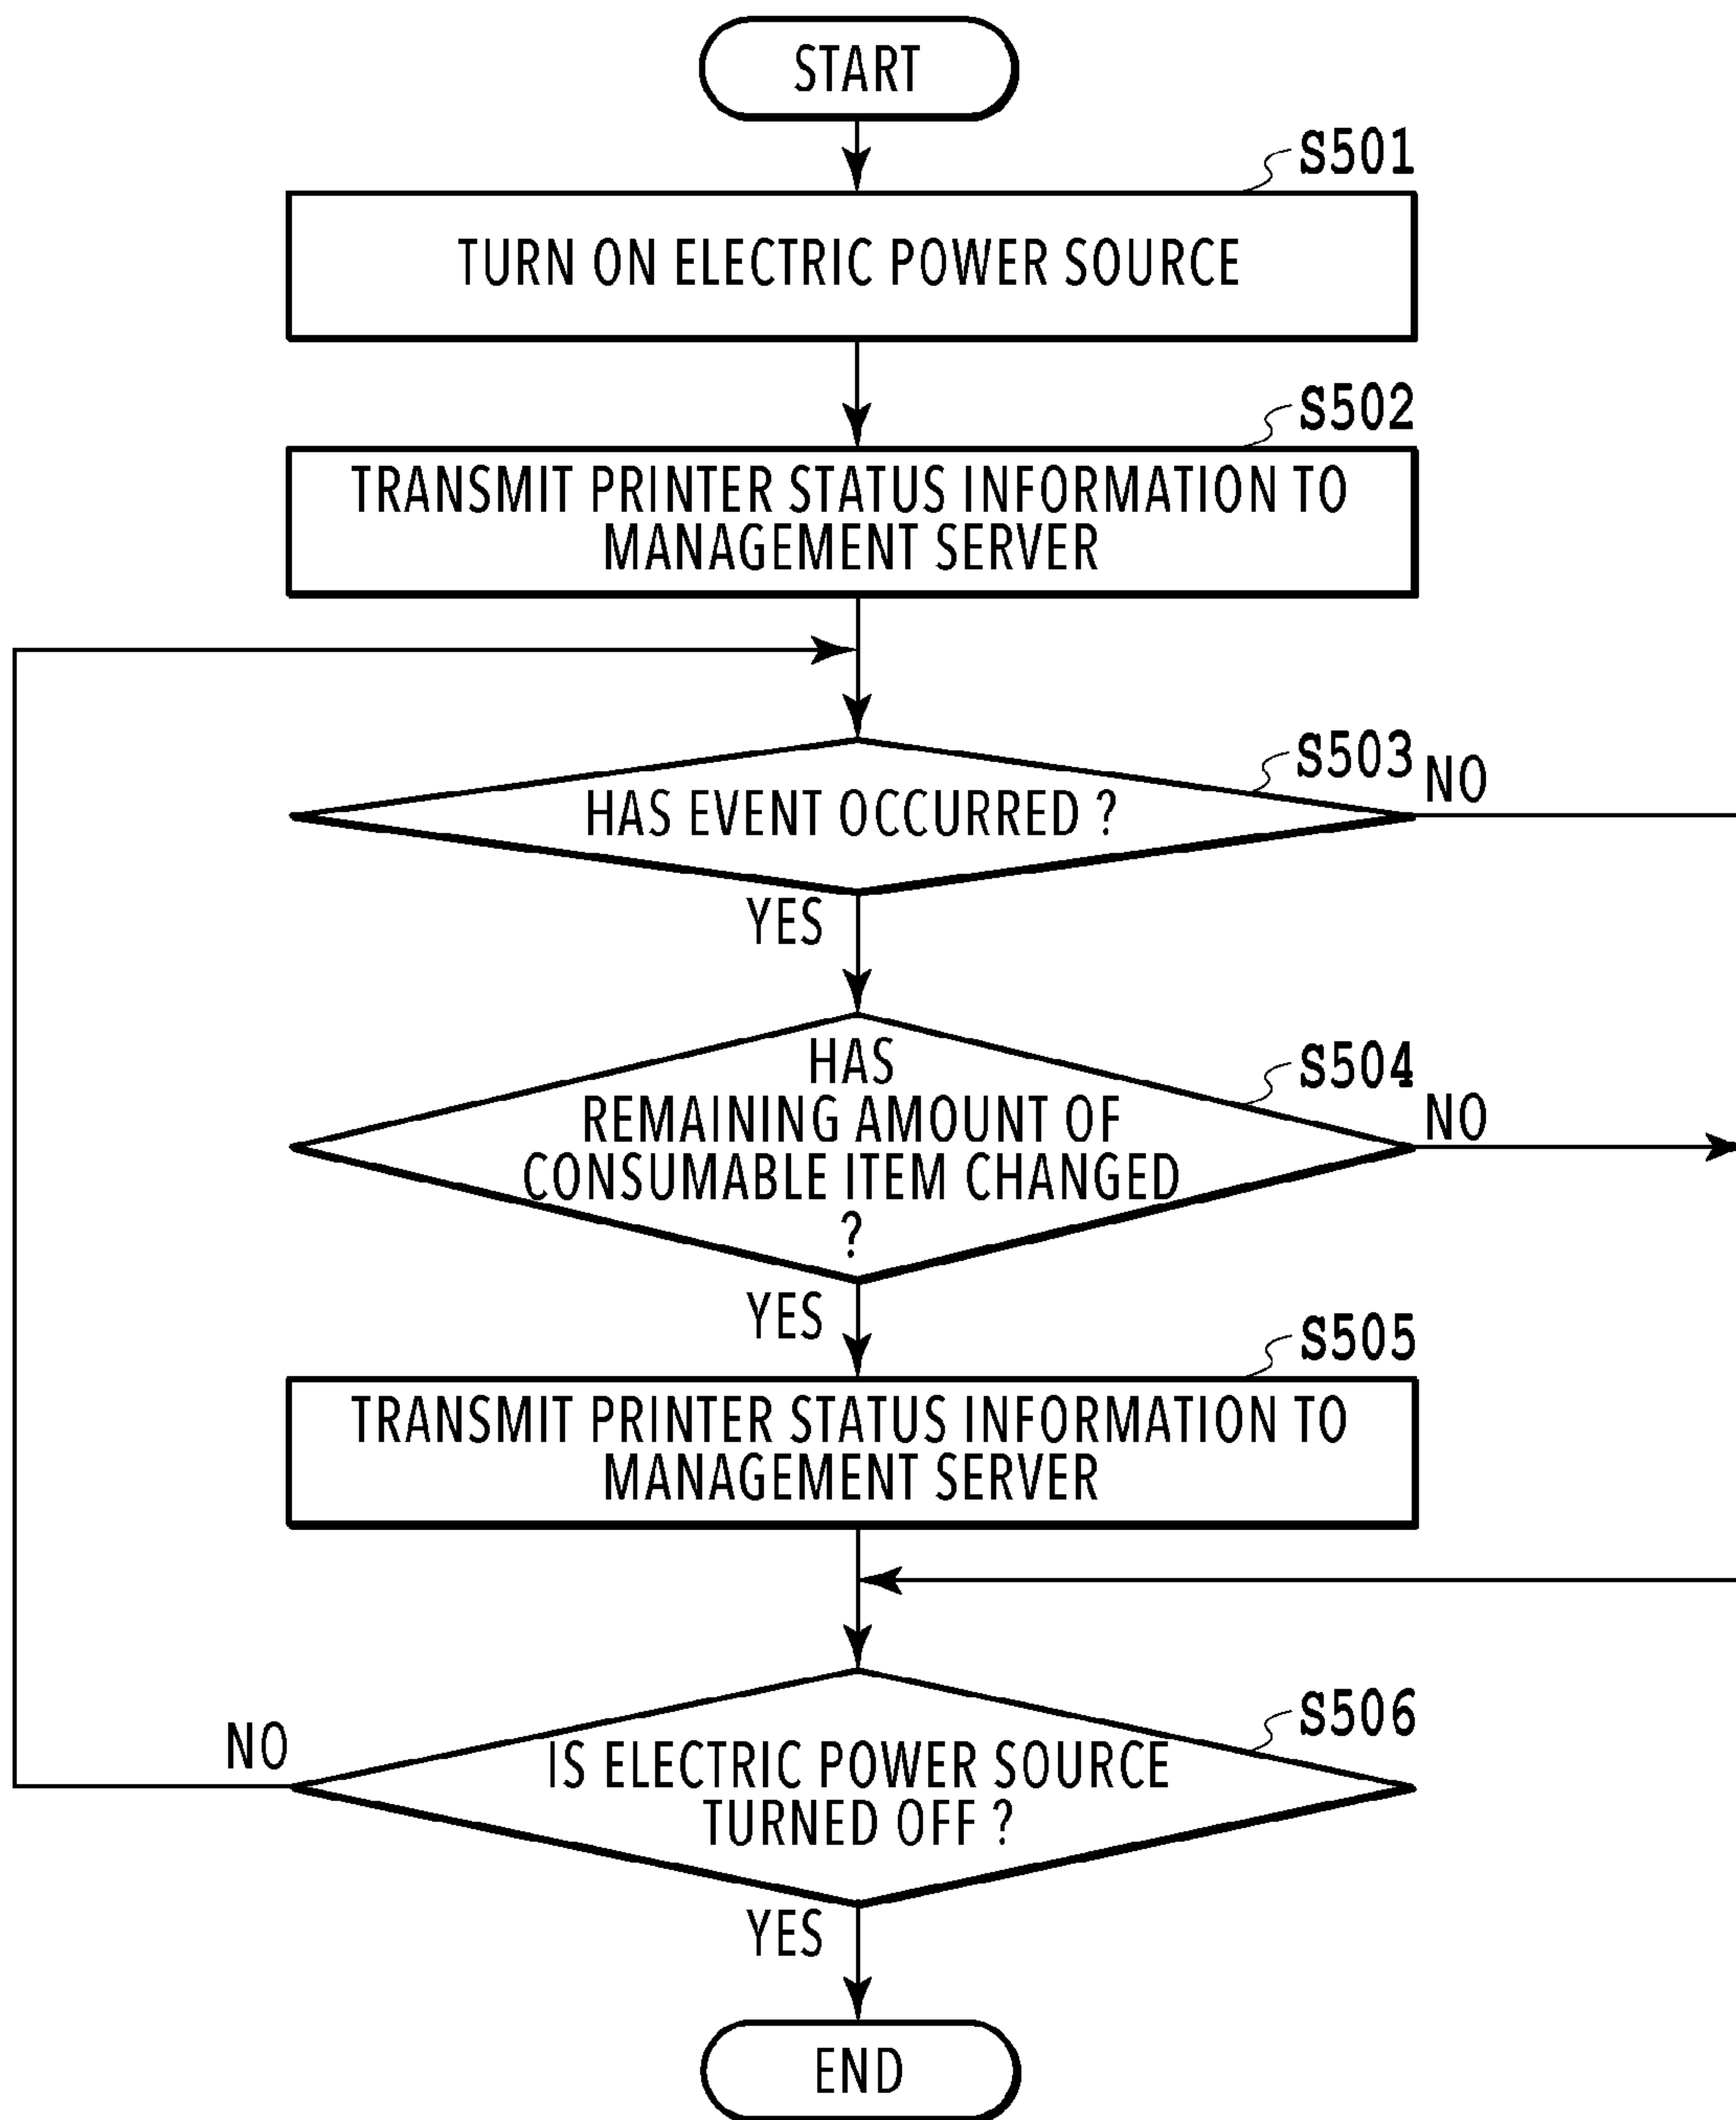 START
S501
TURN ON ELECTRIC POWER SOURCE
S502
TRANSMIT PRINTER STATUS INFORMATION TO
MANAGEMENT SERVER
S503
NO
HAS EVENT OCCURRED ?
YES
HAS
REMAINING AMOUNT OF
CONSUMABLE ITEM CHANGED
?
S504
NO
YES
S505
TRANSMIT PRINTER STATUS INFORMATION TO
MANAGEMENT SERVER
S506
NO
IS ELECTRIC POWER SOURCE
TURNED OFF ?
YES
END